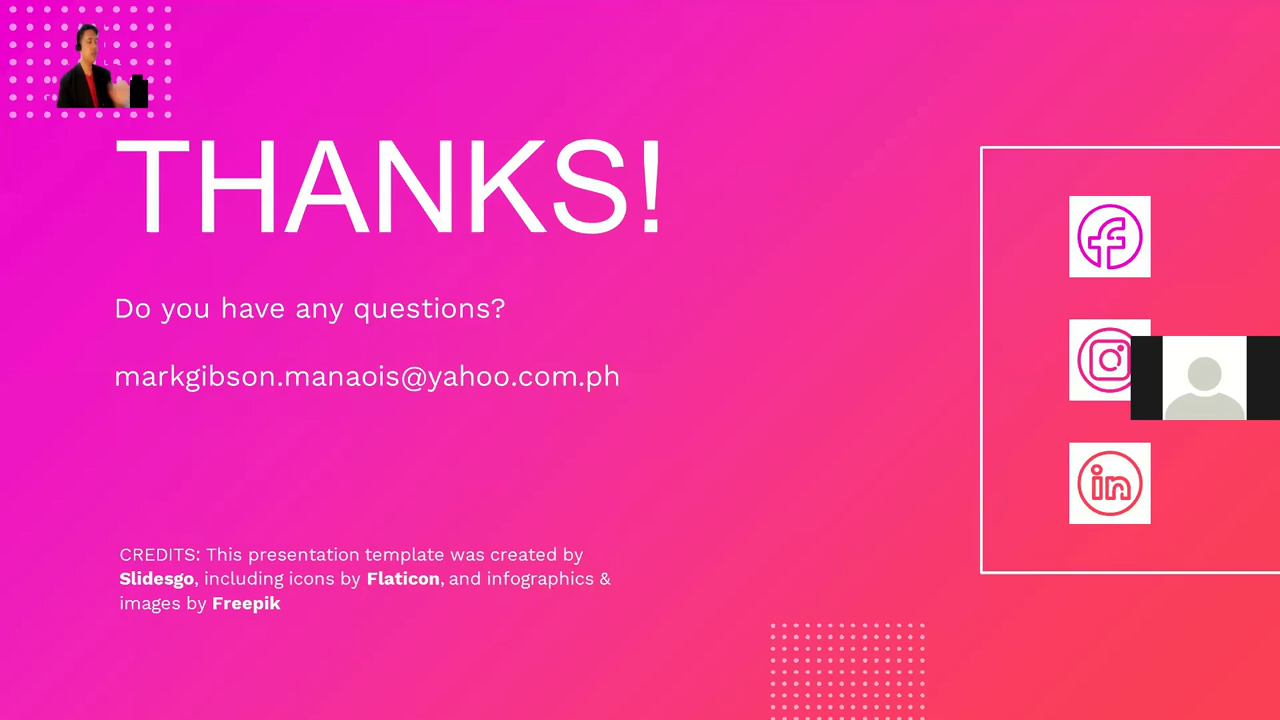 THANKS!
Do you have any questions?
markgibson.manaois@yahoo.com.ph
CREDITS: This presentation template was created by
Slidesgo, including icons by Flaticon, and infographics &
images by Freepik
in